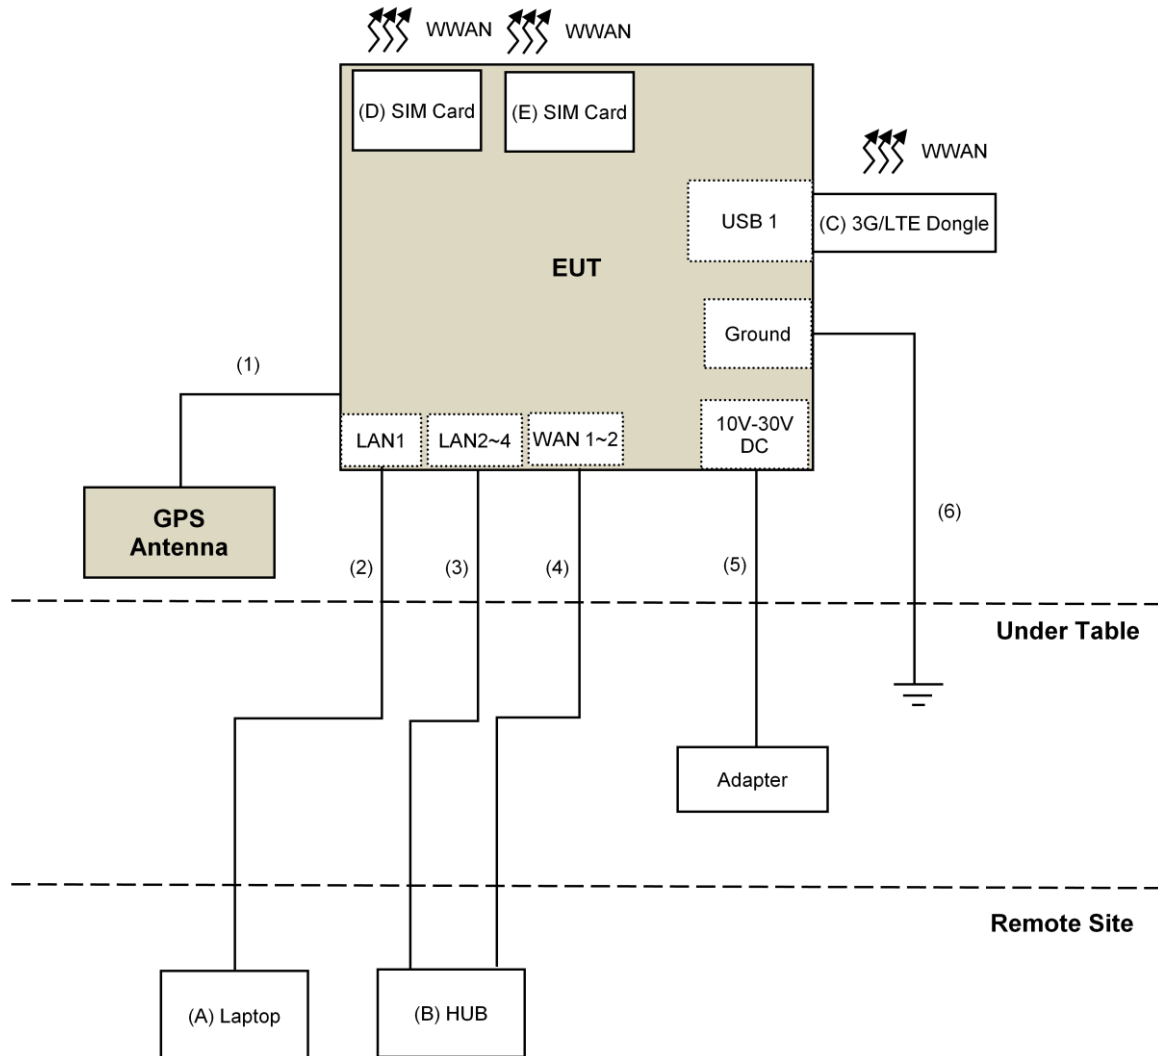 WWAN
WWAN
(D) SIM Card
(E) SIM Card
WWAN
USB 1
(C) 3G/LTE Dongle
EUT
Ground
(1)
LAN1
LAN2~4
WAN 1~2
10V-30V
DC
GPS
Antenna
(6)
(2)
(3)
(4)
(5)
Under Table
Adapter
Remote Site
(A) Laptop
(B) HUB